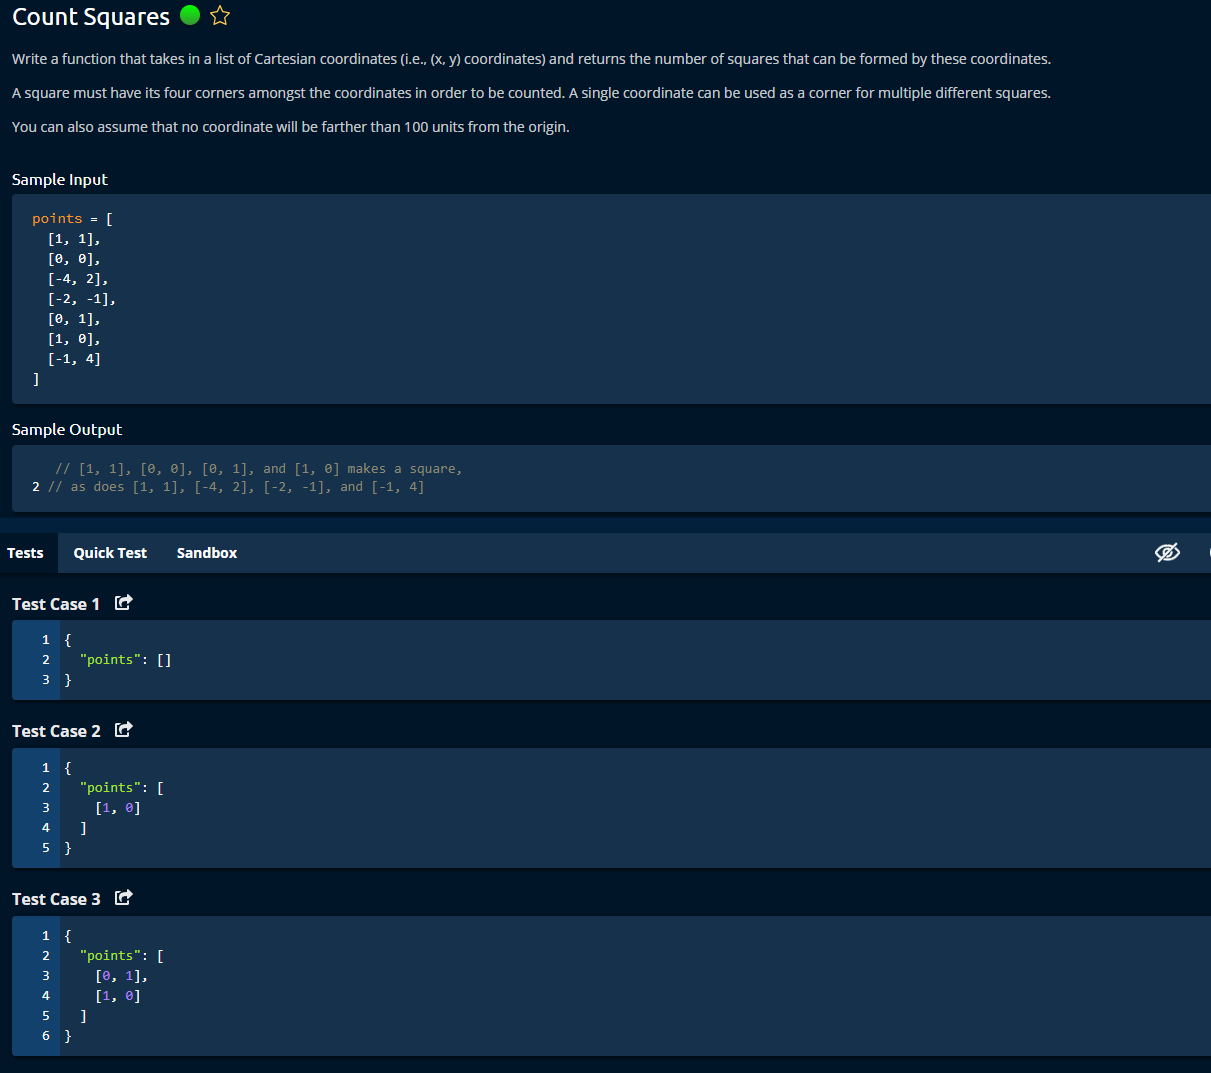 Count Squares
Write a function that takes in a list of Cartesian coordinates (i.e., (x, y) coordinates) and returns the number of squares that can be formed by these coordinates.
A square must have its four corners amongst the coordinates in order to be counted. A single coordinate can be used as a corner for multiple different squares.
You can also assume that no coordinate will be farther than 100 units from the origin.
Sample Input
points = [
[1, 1],
[0, 0],
[-4, 2],
[-2, -1],
[0, 1],
[1, 0],
[-1, 4]
]
Sample Output
// [1, 1], [0, 0], [0, 1], and [1, 0] makes a square,
2 // as does [1, 1], [-4, 2], [-2, -1], and [-1, 4]
Tests Quick Test Sandbox
Test Case 1
1 {
2 "points": []
3 }
Test Case 2
1 {
2 "points": [
3 [1, 0]
4 ]
5 }
Test Case 3
1 {
2 "points": [
3 [0, 1],
4 [1, 0]
5 ]
6 }